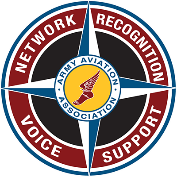 NETWORK
RECOGNITION
ARMY AVIATION
ASSOCIATION
VOICE
SUPPORT